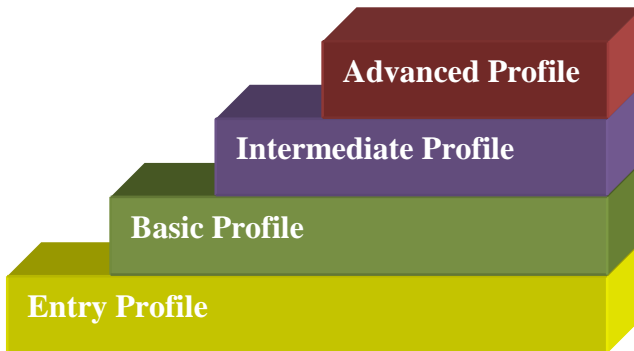 Advanced Profile
Intermediate Profile
Basic Profile
Entry Profile